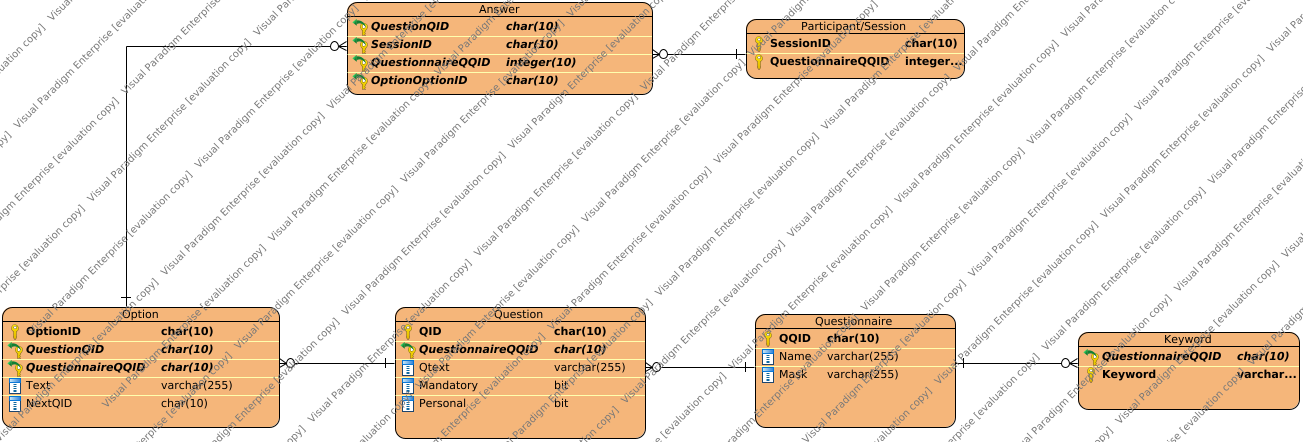 Answer
QuestionQID char(10)
SessionID char(10)
QuestionnaireQQID integer(10)
OptionOptionID char(10)
Participant/Session
SessionID char(10)
QuestionnaireQQID integer...
Option
OptionID char(10)
QuestionQID char(10)
QuestionnaireQQID char(10)
Text varchar(255)
NextQID char(10)
Question
QID char(10)
QuestionnaireQQID char(10)
Qtext varchar(255)
Mandatory bit
Personal bit
Questionnaire
QQID char(10)
Name varchar(255)
Mask varchar(255)
Keyword
QuestionnaireQQID char(10)
Keyword varchar...
Visual Paradigm Enterprise [evaluation copy]